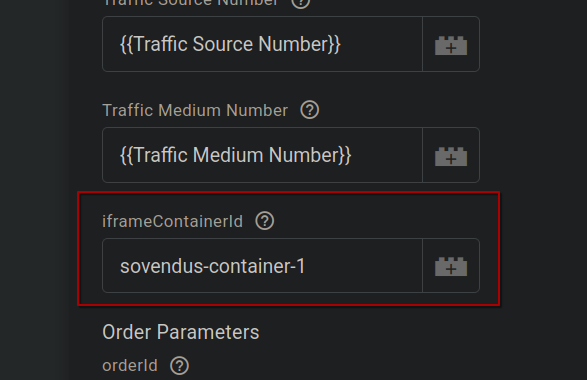 Traffic Source Number
{{Traffic Source Number}}
Traffic Medium Number
{{Traffic Medium Number}}
iframeContainerId
sovendus-container-1
Order Parameters
orderId